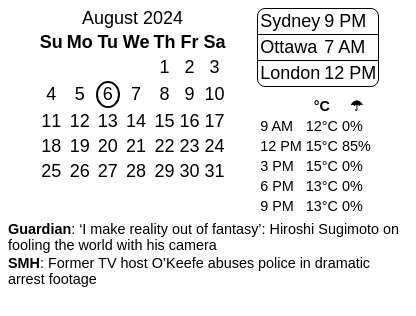 August 2024
Su Mo Tu We Th Fr Sa
1 2 3
4 5 6 7 8 9 10
11 12 13 14 15 16 17
18 19 20 21 22 23 24
25 26 27 28 29 30 31
Sydney 9 PM
Ottawa 7 AM
London 12 PM
°C ☂
9 AM 12°C 0%
12 PM 15°C 85%
3 PM 15°C 0%
6 PM 13°C 0%
9 PM 13°C 0%
Guardian: ‘I make reality out of fantasy’: Hiroshi Sugimoto on
fooling the world with his camera
SMH: Former TV host O’Keefe abuses police in dramatic
arrest footage